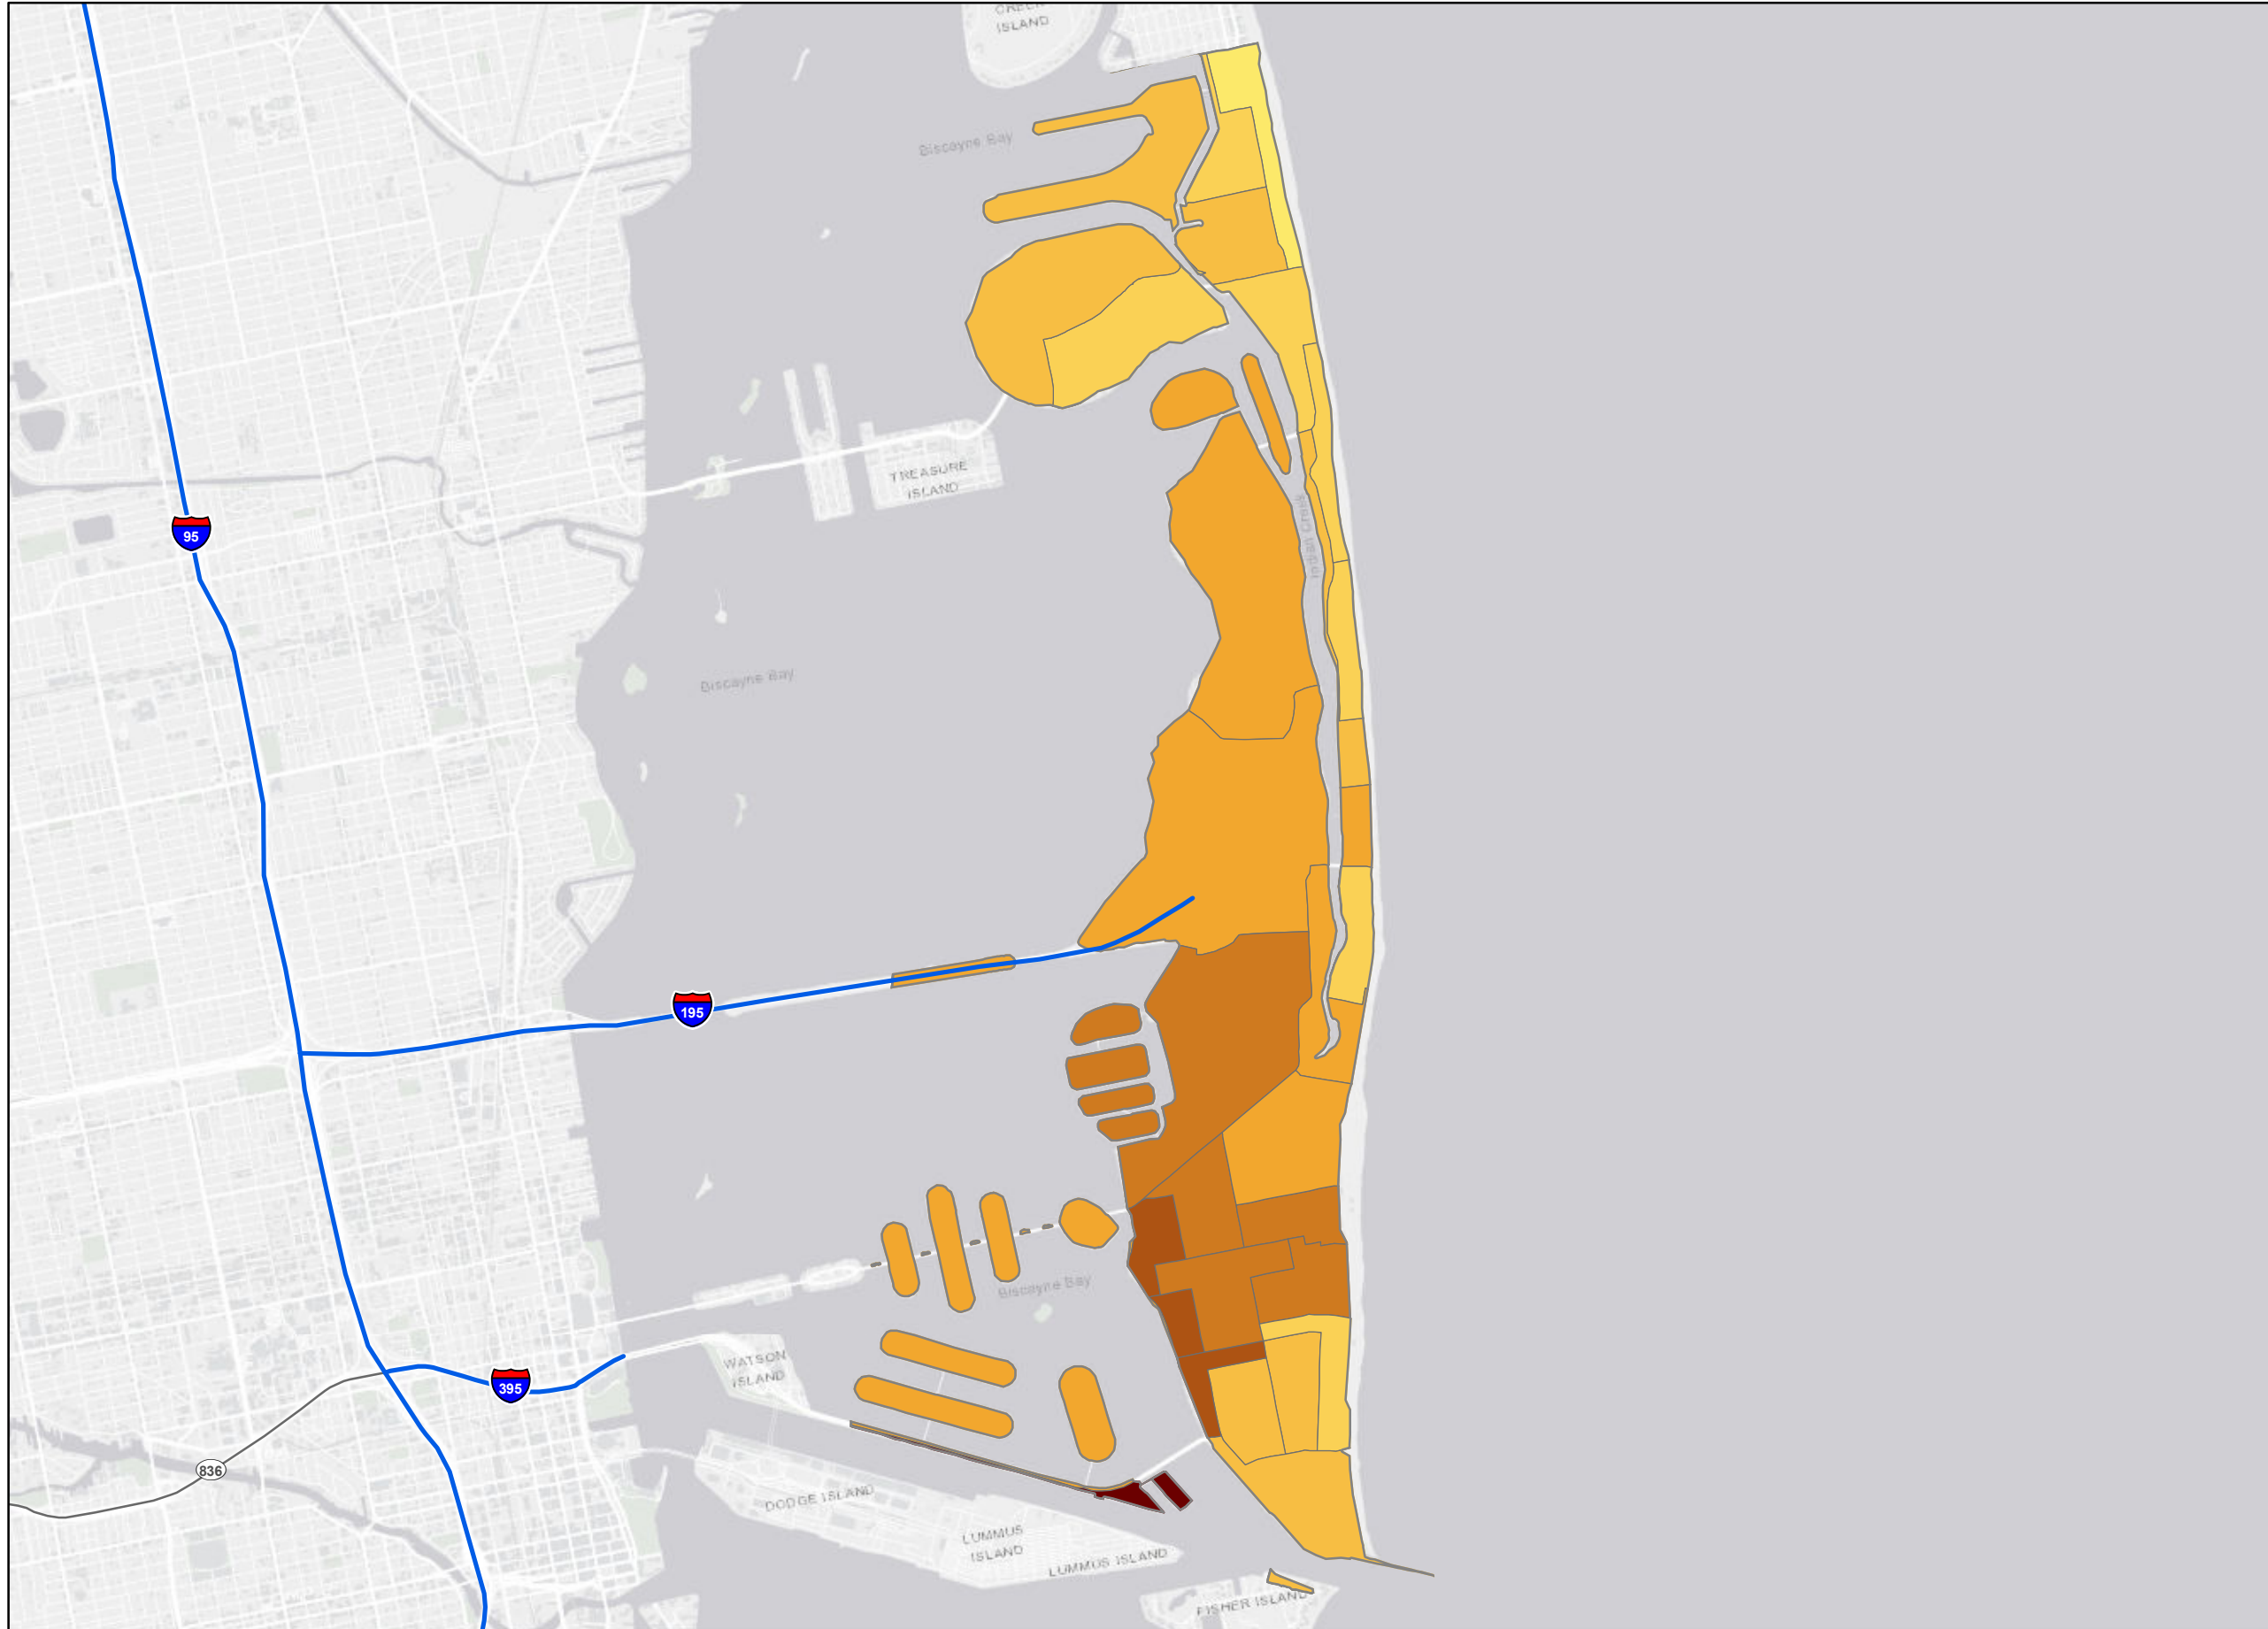 ISLAND
Biscayne Bay
TREASURE
ISLAND
95
Indian Creek
Biscayne Bay
195
Biscayne Bay
WATSON
ISLAND
395
836
DODGE ISLAND
LUMMUS
ISLAND
LUMMUS ISLAND
FISHER ISLAND